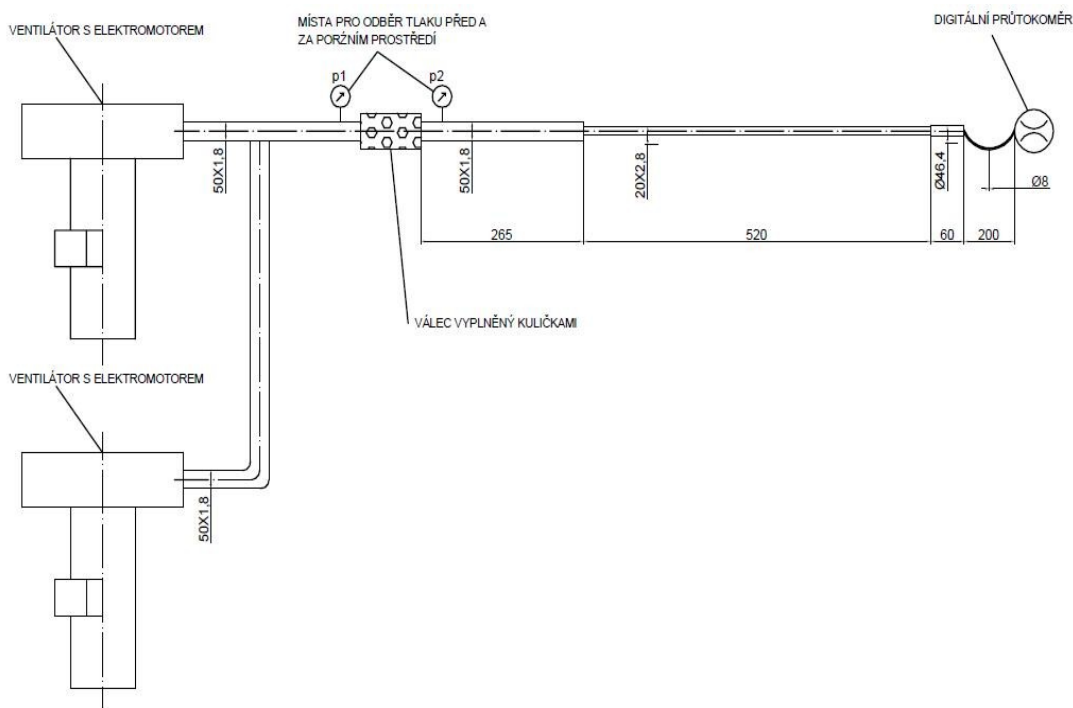 VENTILÁTOR S ELEKTROMOTOREM
MÍSTA PRO ODBĚR TLAKU PŘED A
ZA PORŹNÍM PROSTŘEDÍ
DIGITÁLNÍ PRŮTOKOMĚR
p1
p2
50X1,8
50X1,8
20X2,8
Ø46,4
Ø8
265
520
60
200
VÁLEC VYPLNĚNÝ KULIČKAMI
VENTILÁTOR S ELEKTROMOTOREM
50X1,8